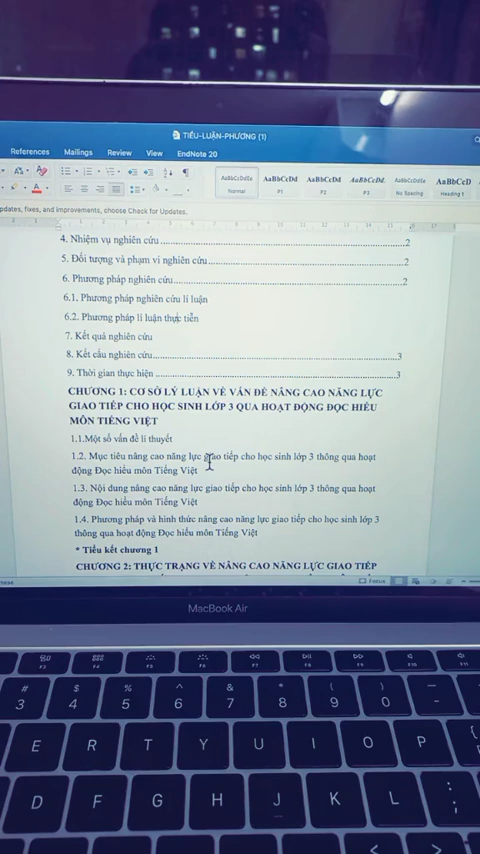 TIỂU-LUẬN-PHƯƠNG (1)
References Mailings Review View EndNote 20
AaBbCcDdEe AaBbCcDd AaBbCcDd AaBbCcDd. AaBbCcDdEe AaBbCcD
Normal P1 P2 P3 No Spacing Heading 1
pdates, fixes, and improvements, choose Check for Updates.
4. Nhiệm vụ nghiên cứu 2
5. Đối tượng và phạm vi nghiên cứu 2
6. Phương pháp nghiên cứu 2
6.1. Phương pháp nghiên cứu lí luận
6.2. Phương pháp lí luận thực tiễn
7. Kết quả nghiên cứu
8. Kết cấu nghiên cứu 3
9. Thời gian thực hiện 3
CHƯƠNG 1: CƠ SỞ LÝ LUẬN VỀ VẤN ĐỀ NÂNG CAO NĂNG LỰC
GIAO TIẾP CHO HỌC SINH LỚP 3 QUA HOẠT ĐỘNG ĐỌC HIỂU
MÔN TIẾNG VIỆT
1.1.Một số vấn đề lí thuyết
1.2. Mục tiêu nâng cao năng lực giao tiếp cho học sinh lớp 3 thông qua hoạt
động Đọc hiểu môn Tiếng Việt
1.3. Nội dung nâng cao năng lực giao tiếp cho học sinh lớp 3 thông qua hoạt
động Đọc hiểu môn Tiếng Việt
1.4. Phương pháp và hình thức nâng cao năng lực giao tiếp cho học sinh lớp 3
thông qua hoạt động Đọc hiểu môn Tiếng Việt
* Tiểu kết chương 1
CHƯƠNG 2: THỰC TRẠNG VỀ NÂNG CAO NĂNG LỰC GIAO TIẾP
Focus
MacBook Air
F3 F4 F5 F6 F7 F8 F9 F10 F11
# $ % ^ & * ( ) —
3 4 5 6 7 8 9 0 -
E R T Y U I O P {
D F G H J K L :
;
< >